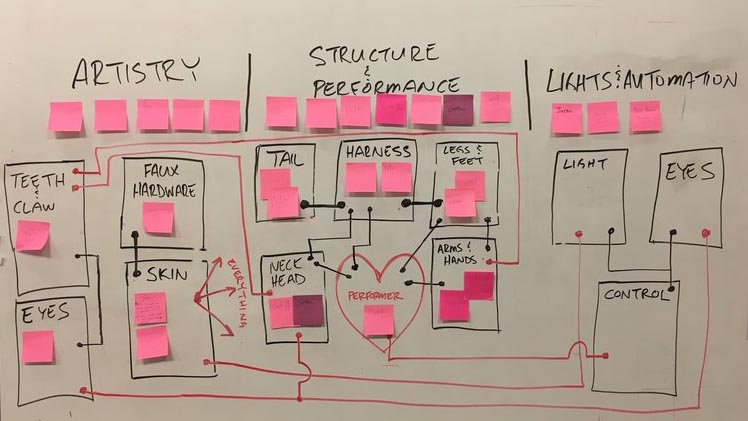 ARTISTRY
STRUCTURE
&
PERFORMANCE
LIGHTS & AUTOMATION
TEETH
&
CLAW
FAUX
HARDWARE
SKIN
EVERYTHING
EYES
TAIL
HARNESS
LEGS &
FEET
NECK
HEAD
PERFORMER
ARMS &
HANDS
LIGHT
EYES
CONTROL